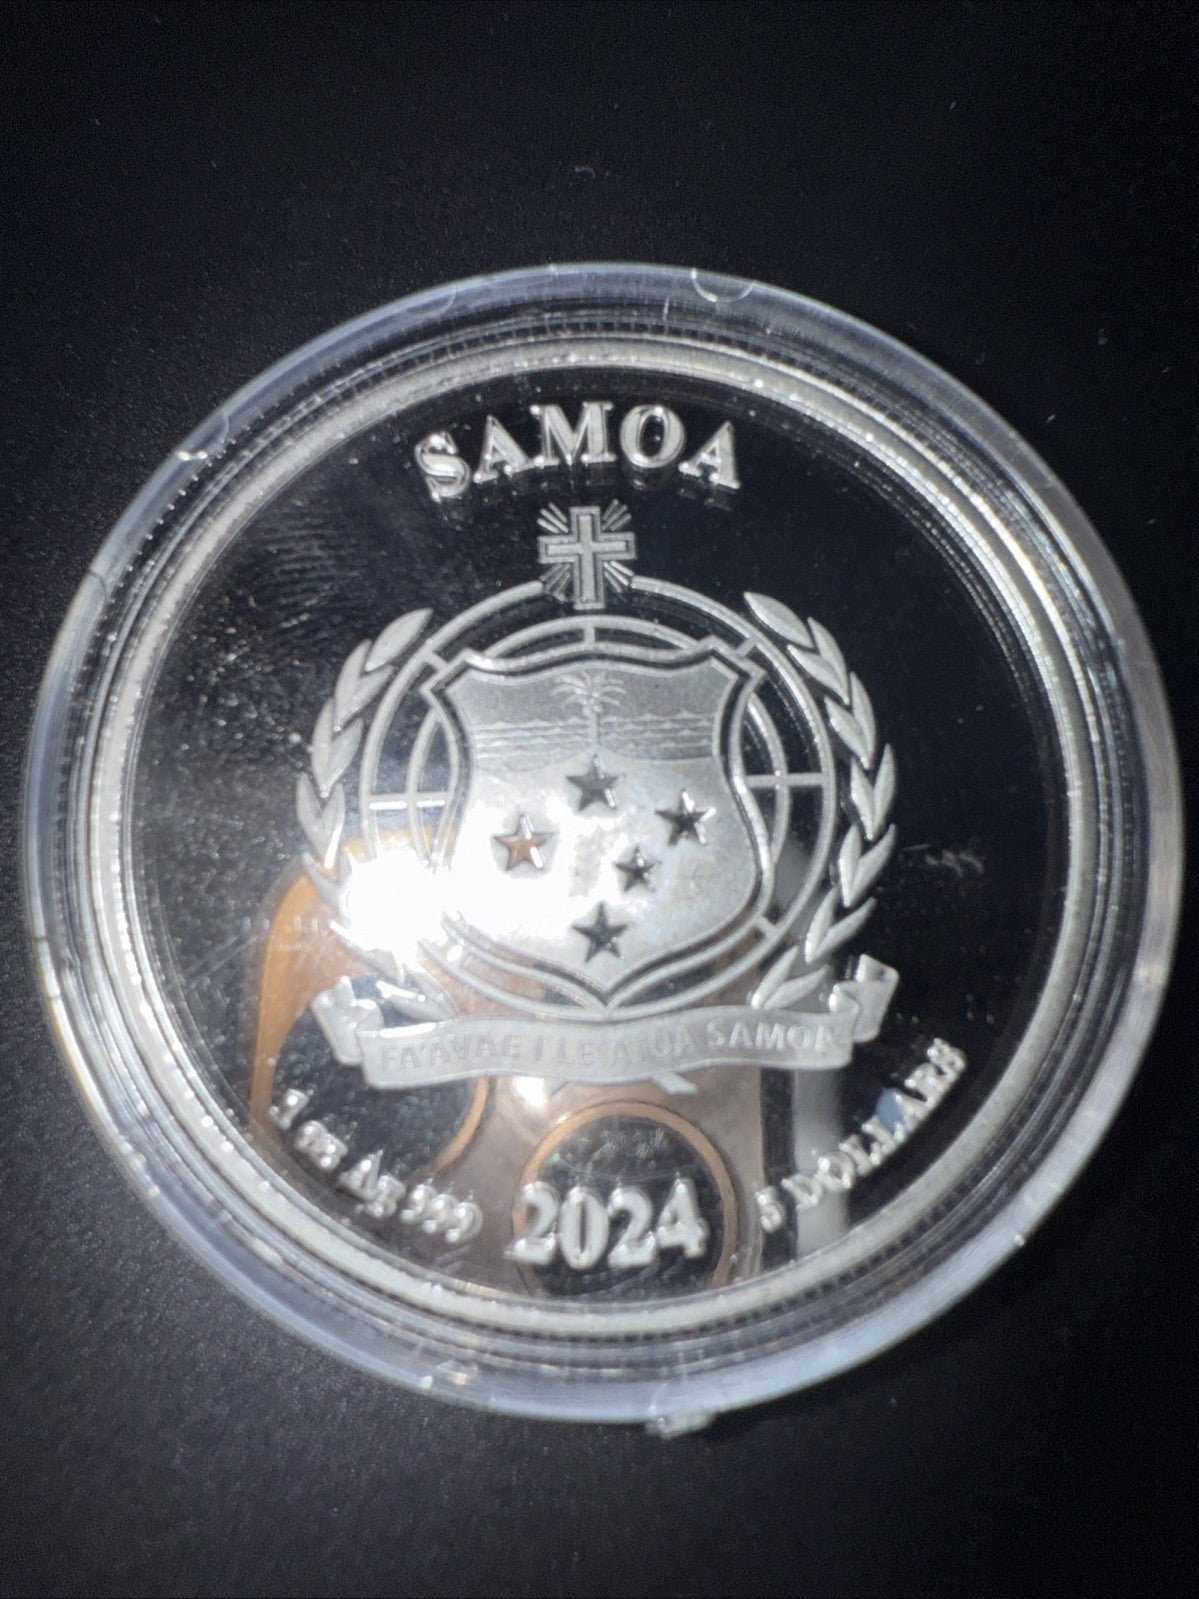 SAMOA
FA'AVAE I LE ATUA SAMOA
1 oz Ag 999
2024
5 DOLLARS